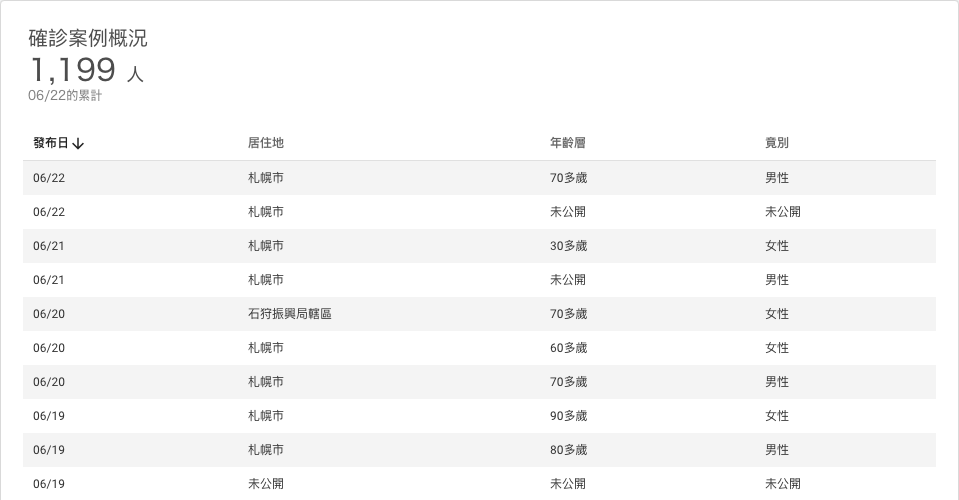 確診案例概況
1,199 人
06/22的累計
發布日↓ 居住地 年齡層 竟別
06/22 札幌市 70多歲 男性
06/22 札幌市 未公開 未公開
06/21 札幌市 30多歲 女性
06/21 札幌市 未公開 男性
06/20 石狩振興局轄區 70多歲 女性
06/20 札幌市 60多歲 女性
06/20 札幌市 70多歲 男性
06/19 札幌市 90多歲 女性
06/19 札幌市 80多歲 男性
06/19 未公開 未公開 未公開